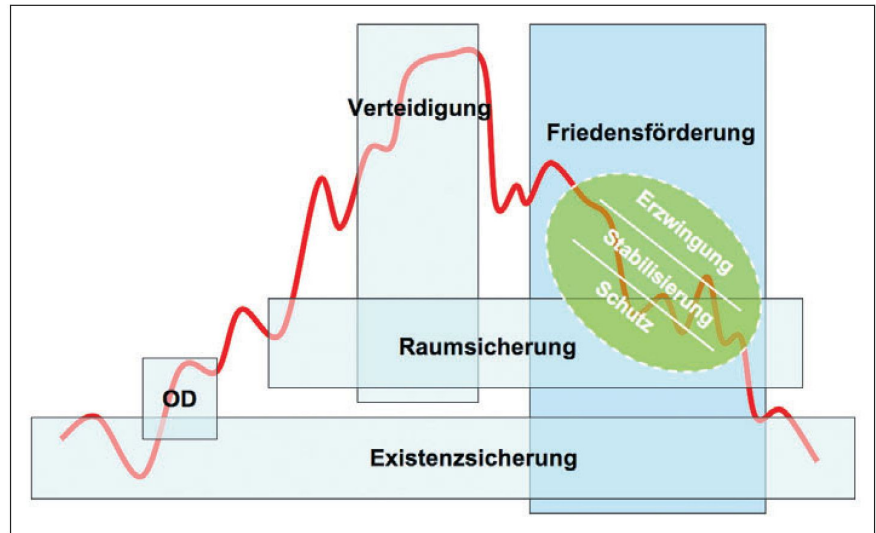 Verteidigung
Friedensförderung
Erzwingung
Stabilisierung
Schutz
Raumsicherung
OD
Existenzsicherung